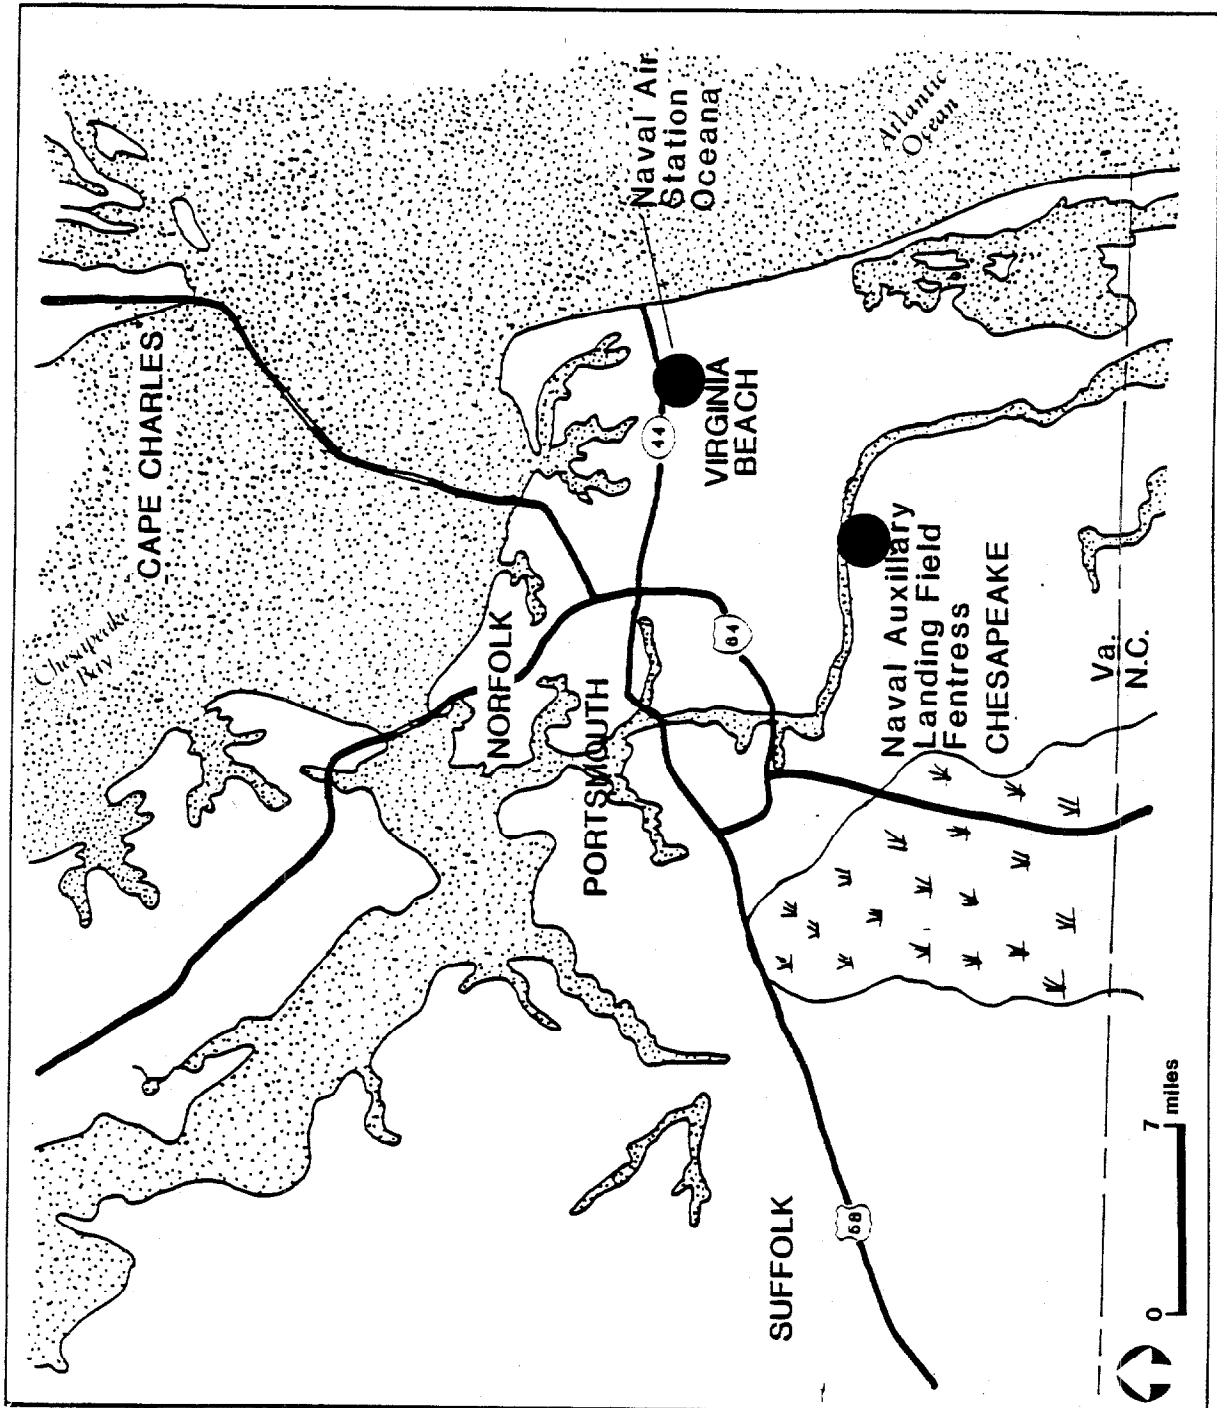 Chesapeake
Bay
CAPE CHARLES
Atlantic
Ocean
Naval Air
Station
Oceana
44
VIRGINIA
BEACH
NORFOLK
PORTSMOUTH
64
Naval Auxillary
Landing Field
Fentress
CHESAPEAKE
SUFFOLK
58
Va.
N.C.
0 7
miles